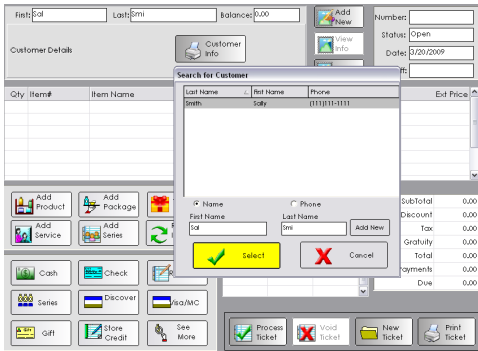 First: Sal Last: Smi Balance: 0.00
Customer Details
Customer Info
Add New
View Info
Number:
Status: Open
Date: 3/20/2009
Search for Customer
Last Name First Name Phone
Smith Sally (111)111-1111
Qty Item# Item Name Ext Price
Name Phone
First Name Last Name
Sal Smi Add New
Select Cancel
Add Product
Add Package
Add Service
Add Series
SubTotal 0.00
Discount 0.00
Tax 0.00
Gratuity 0.00
Total 0.00
ayments 0.00
Due 0.00
Cash
Check
Series
Discover
Visa/MC
Gift
Store Credit
See More
Process Ticket
Void Ticket
New Ticket
Print Ticket